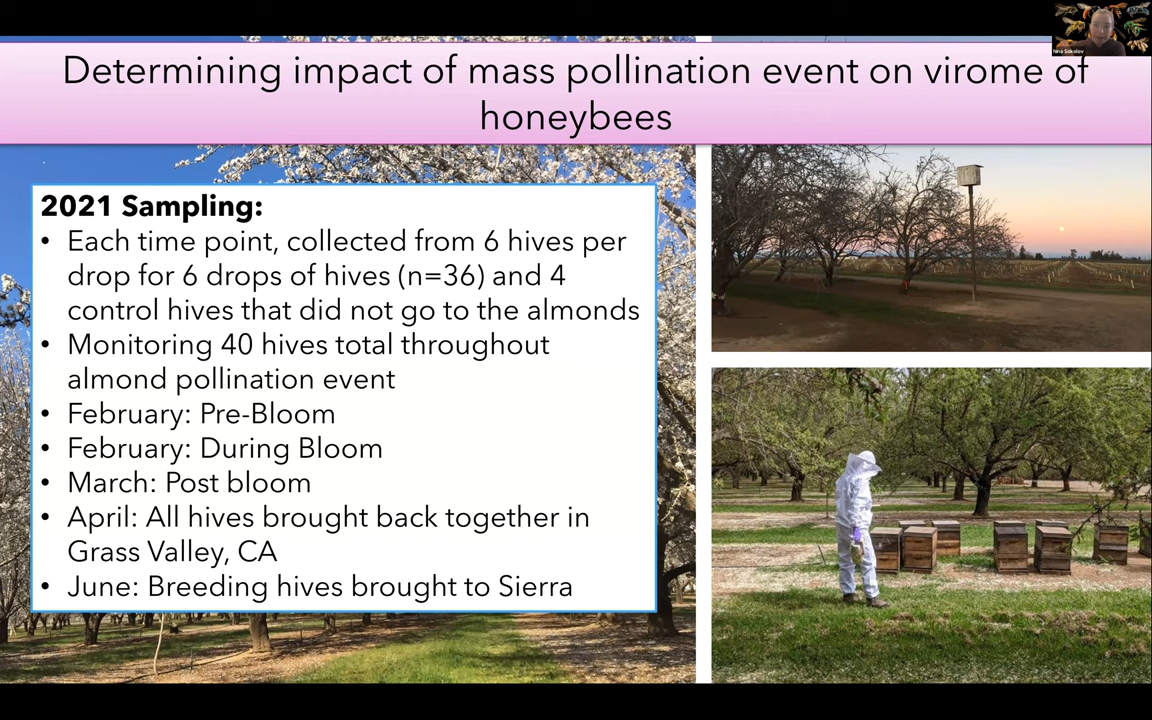 Nina Sokolov
Determining impact of mass pollination event on virome of
honeybees
2021 Sampling:
• Each time point, collected from 6 hives per
drop for 6 drops of hives (n=36) and 4
control hives that did not go to the almonds
• Monitoring 40 hives total throughout
almond pollination event
• February: Pre-Bloom
• February: During Bloom
• March: Post bloom
• April: All hives brought back together in
Grass Valley, CA
• June: Breeding hives brought to Sierra